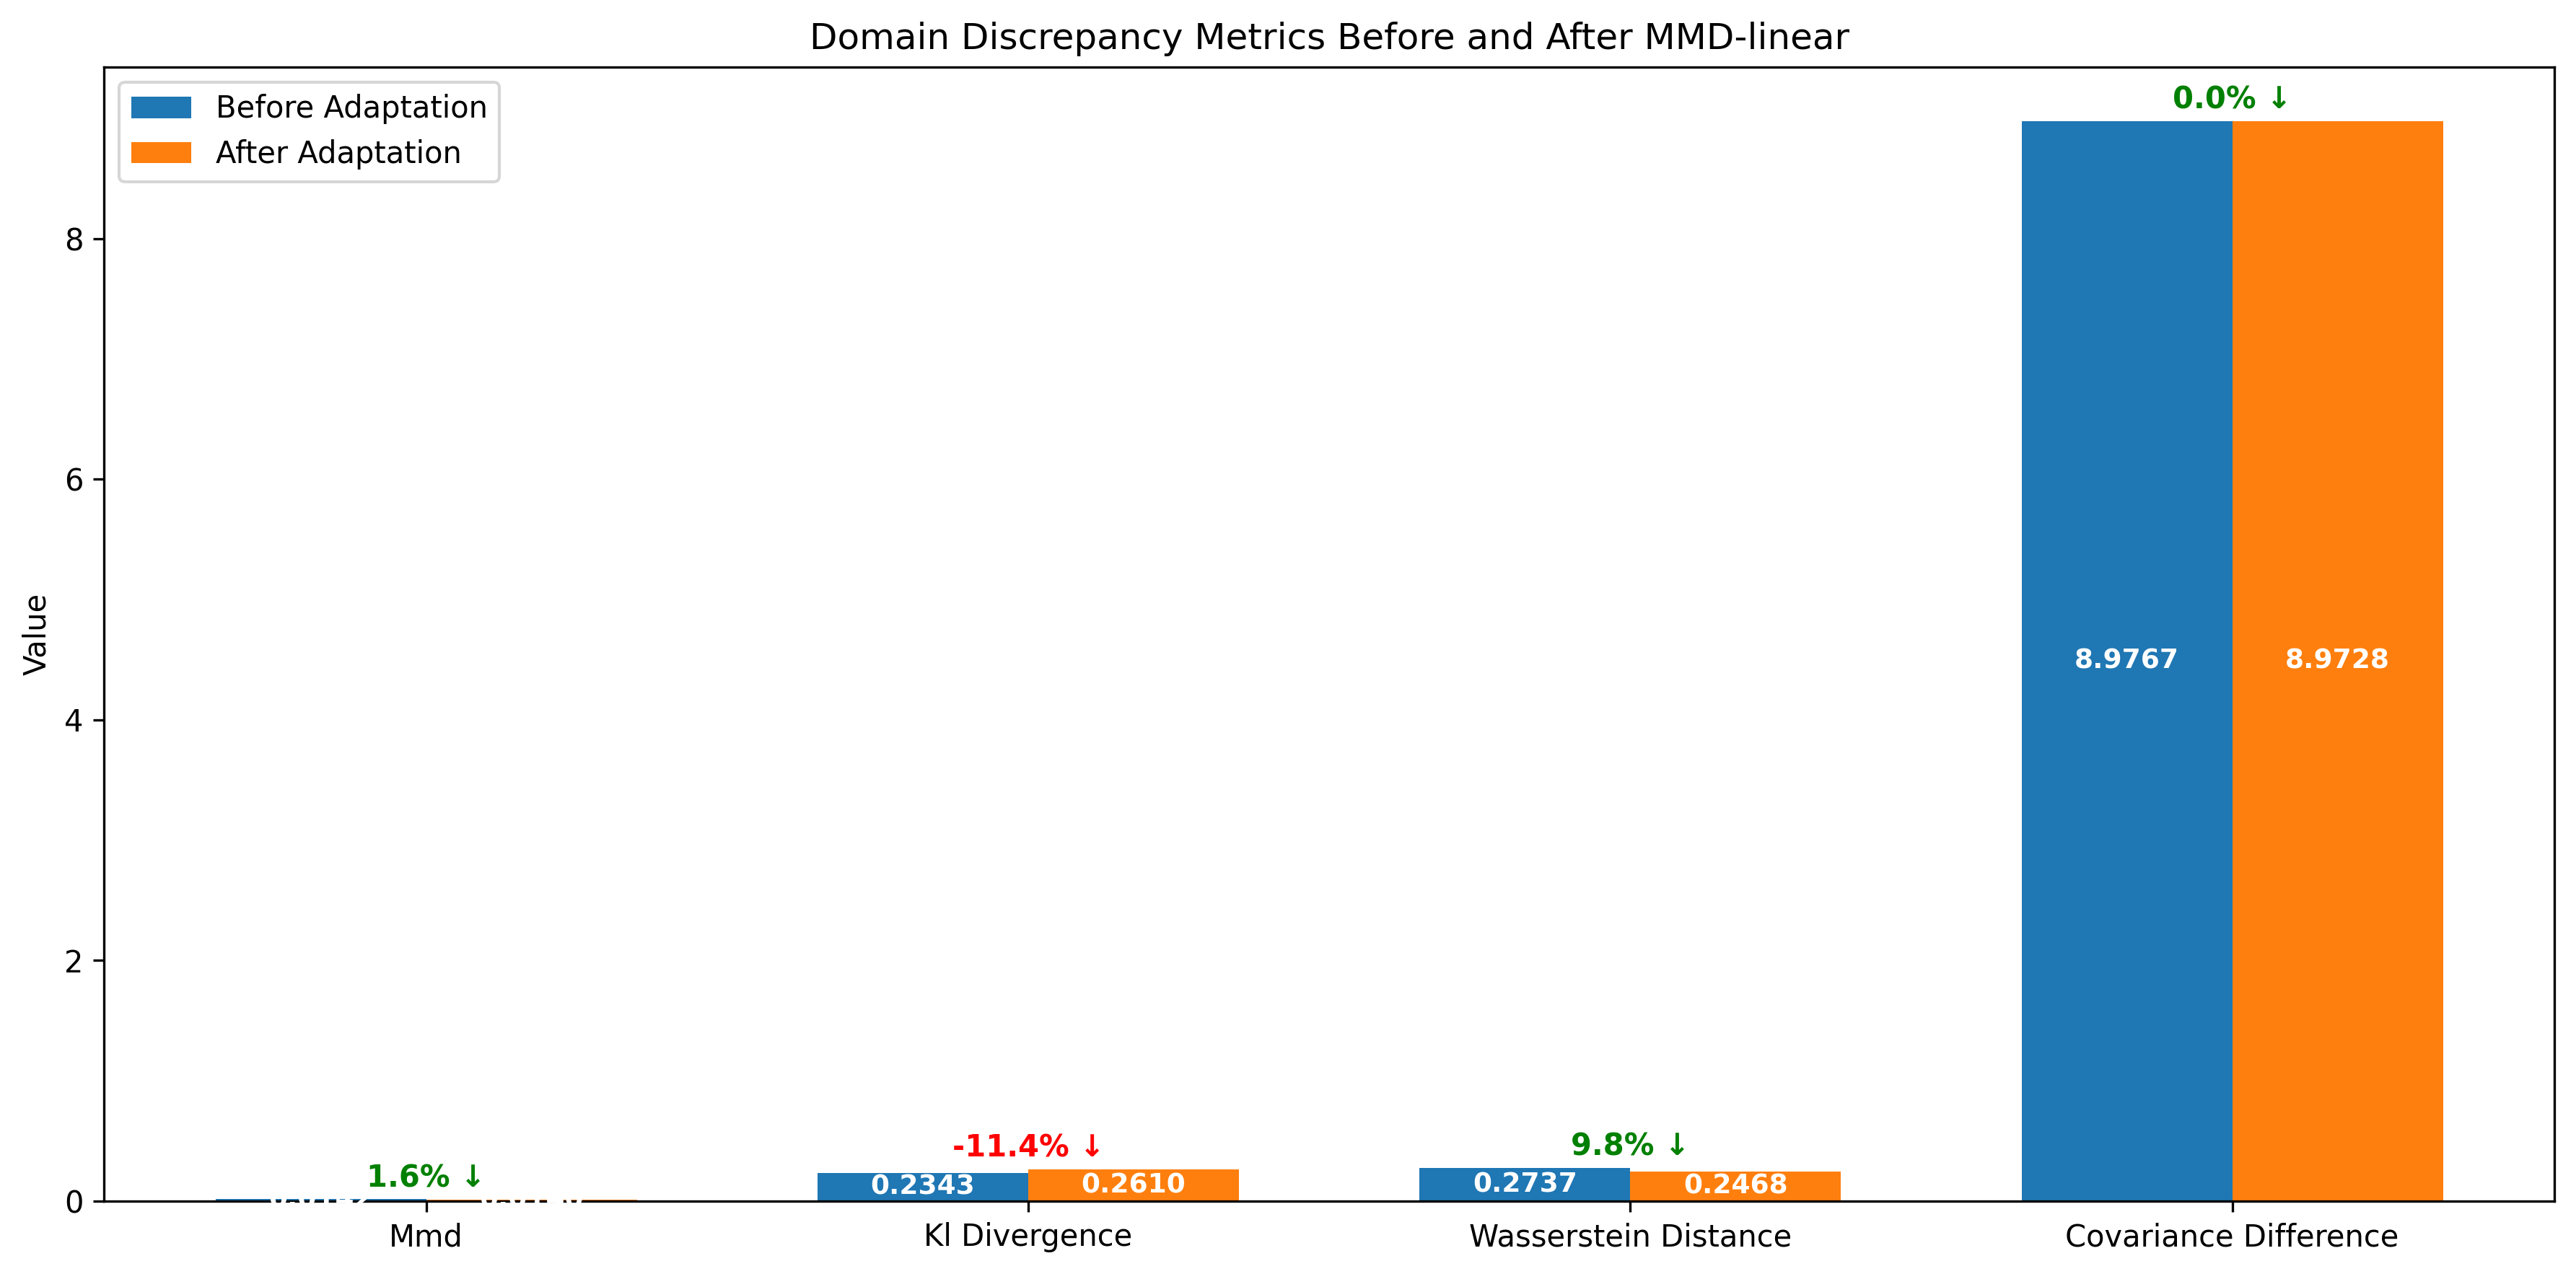 Domain Discrepancy Metrics Before and After MMD-linear
Before Adaptation
After Adaptation
Value
8
6
4
2
0
1.6% ↓
-11.4% ↓
9.8% ↓
0.0% ↓
0.2343
0.2610
0.2737
0.2468
8.9767
8.9728
Mmd
Kl Divergence
Wasserstein Distance
Covariance Difference